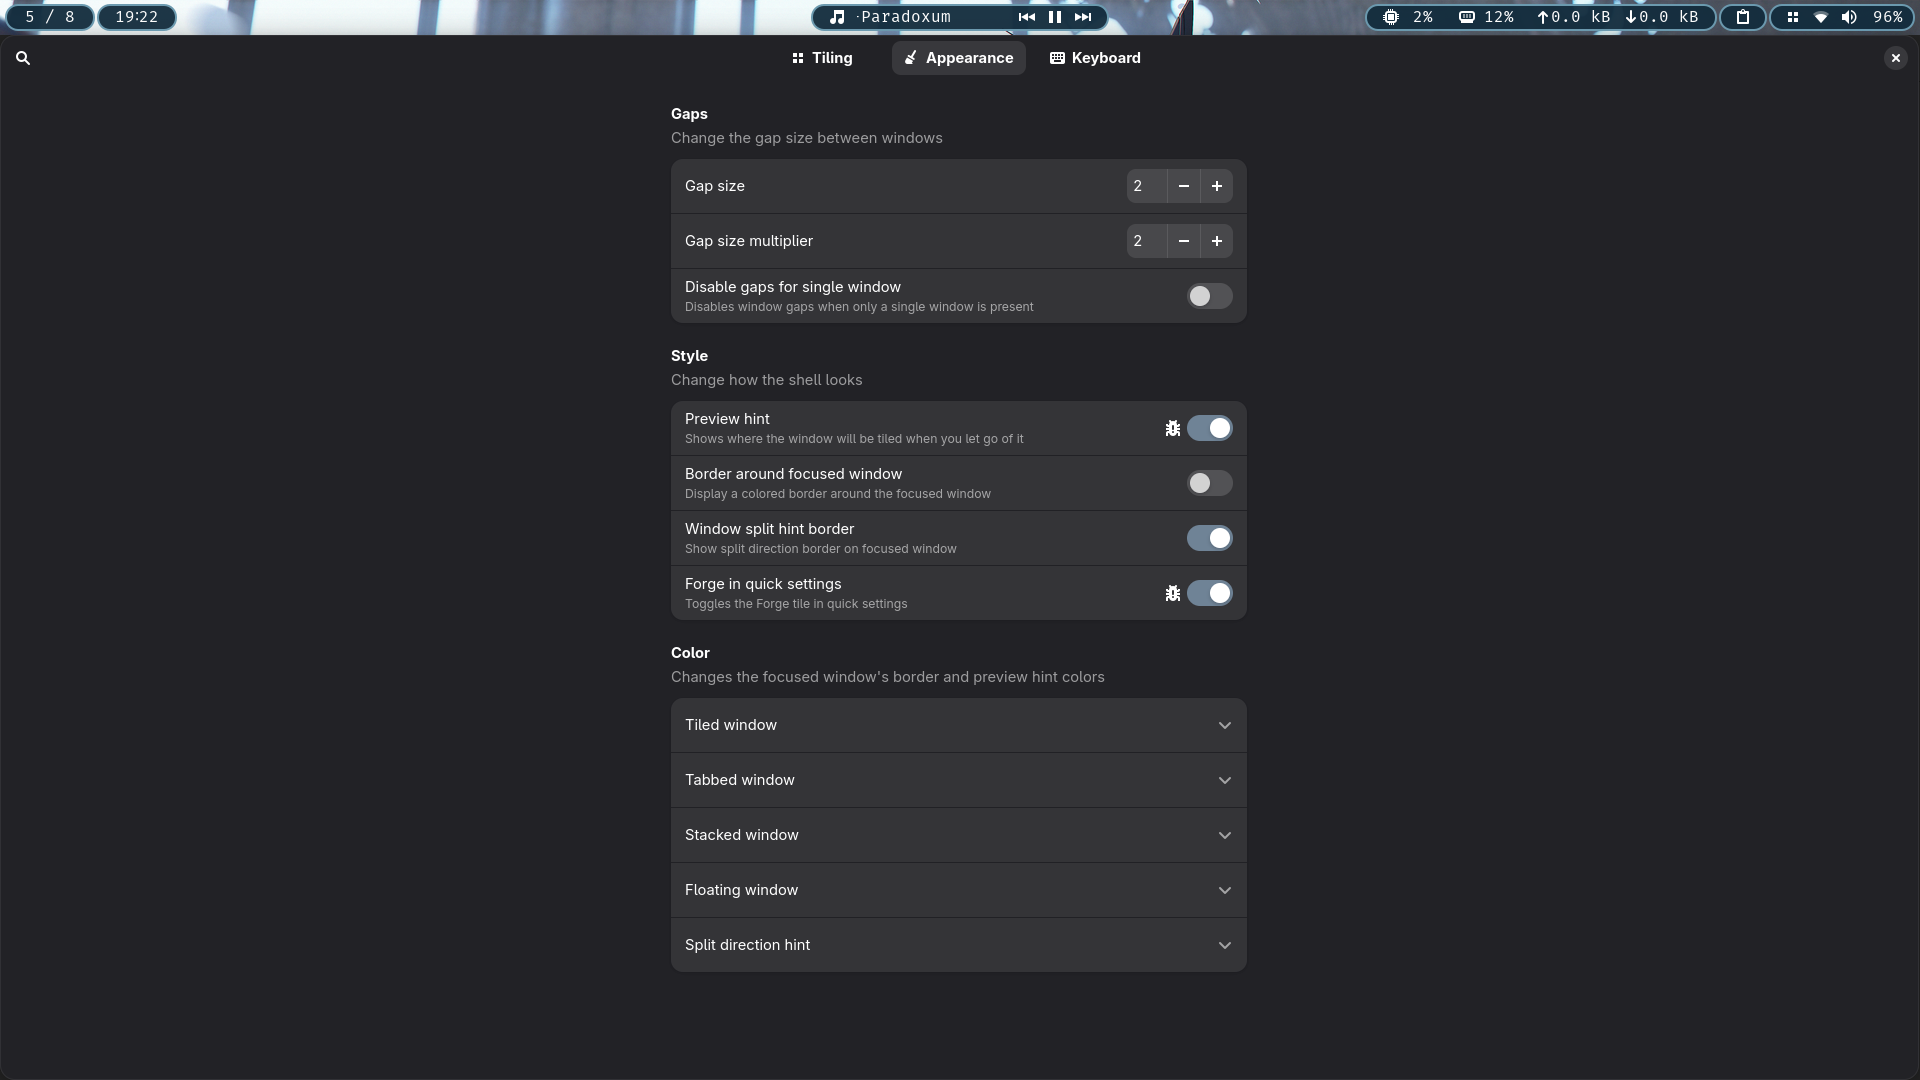 5 / 8
19:22
·Paradoxum
2%
12%
↑0.0 kB ↓0.0 kB
96%
Tiling
Appearance
Keyboard
Gaps
Change the gap size between windows
Gap size
2
Gap size multiplier
2
Disable gaps for single window
Disables window gaps when only a single window is present
Style
Change how the shell looks
Preview hint
Shows where the window will be tiled when you let go of it
Border around focused window
Display a colored border around the focused window
Window split hint border
Show split direction border on focused window
Forge in quick settings
Toggles the Forge tile in quick settings
Color
Changes the focused window's border and preview hint colors
Tiled window
Tabbed window
Stacked window
Floating window
Split direction hint